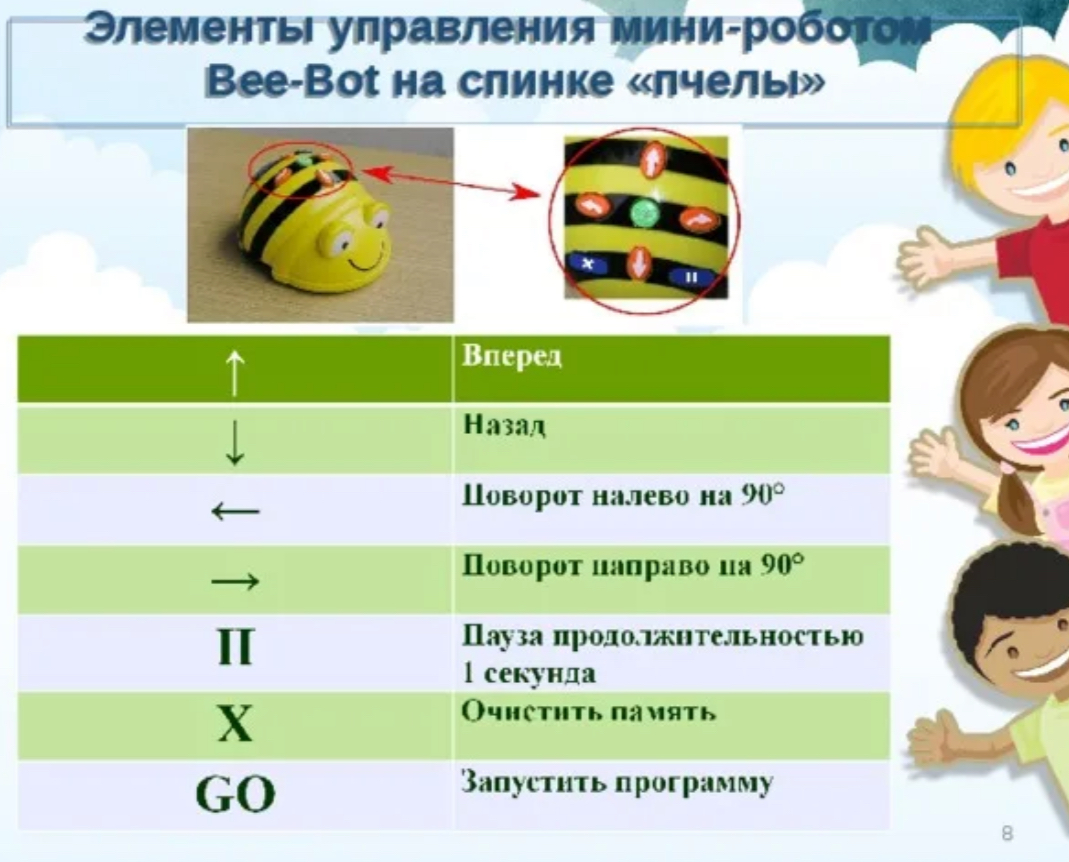 Элементы управления мини-роботом
Bee-Bot на спинке «пчелы»
↑ Вперед
↓ Назад
← Поворот налево на 90°
→ Поворот направо на 90°
II Пауза продолжительностью
1 секунда
X Очистить память
GO Запустить программу
8